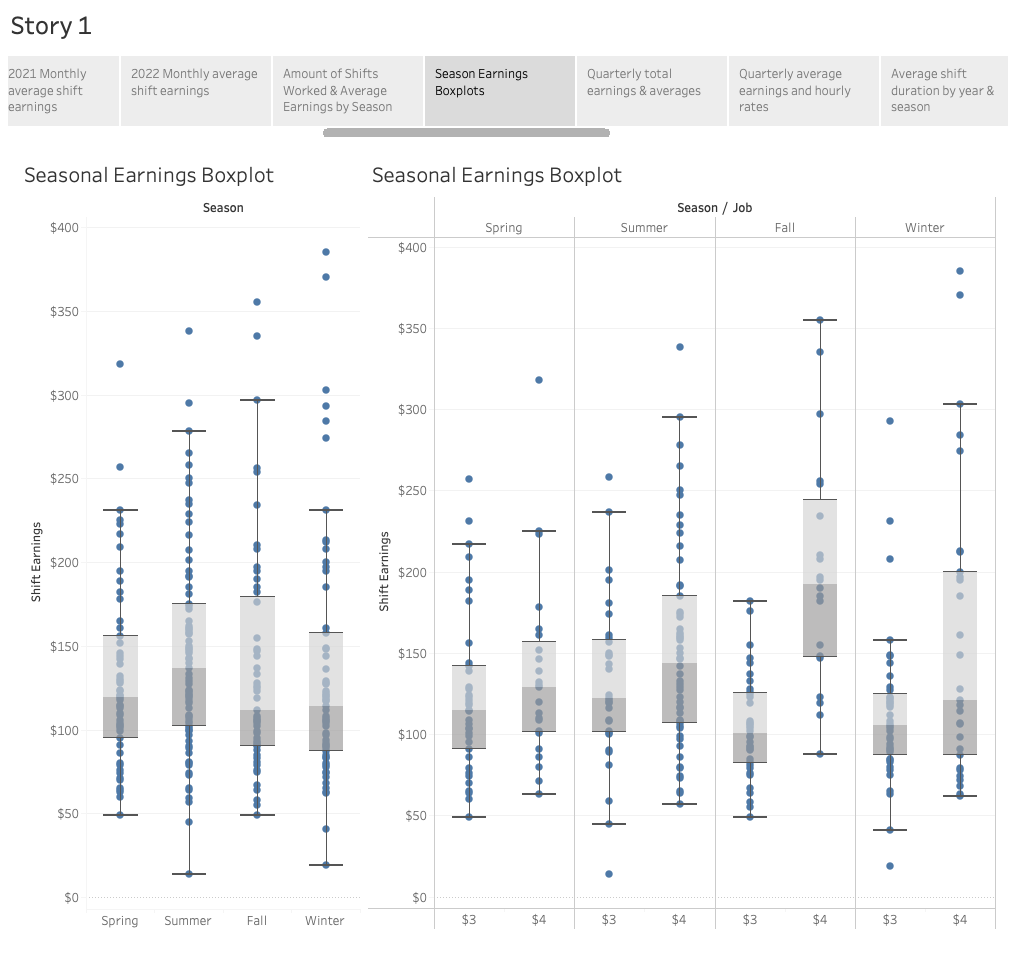 Story 1
2021 Monthly
average shift
earnings
2022 Monthly average
shift earnings
Amount of Shifts
Worked & Average
Earnings by Season
Season Earnings
Boxplots
Quarterly total
earnings & averages
Quarterly average
earnings and hourly
rates
Average shift
duration by year &
season
Seasonal Earnings Boxplot
Season
$400
$350
$300
$250
$200
$150
$100
$50
$0
Shift Earnings
Spring Summer Fall Winter
Seasonal Earnings Boxplot
Season / Job
Spring Summer Fall Winter
$400
$350
$300
$250
$200
$150
$100
$50
$0
Shift Earnings
$3 $4 $3 $4 $3 $4 $3 $4